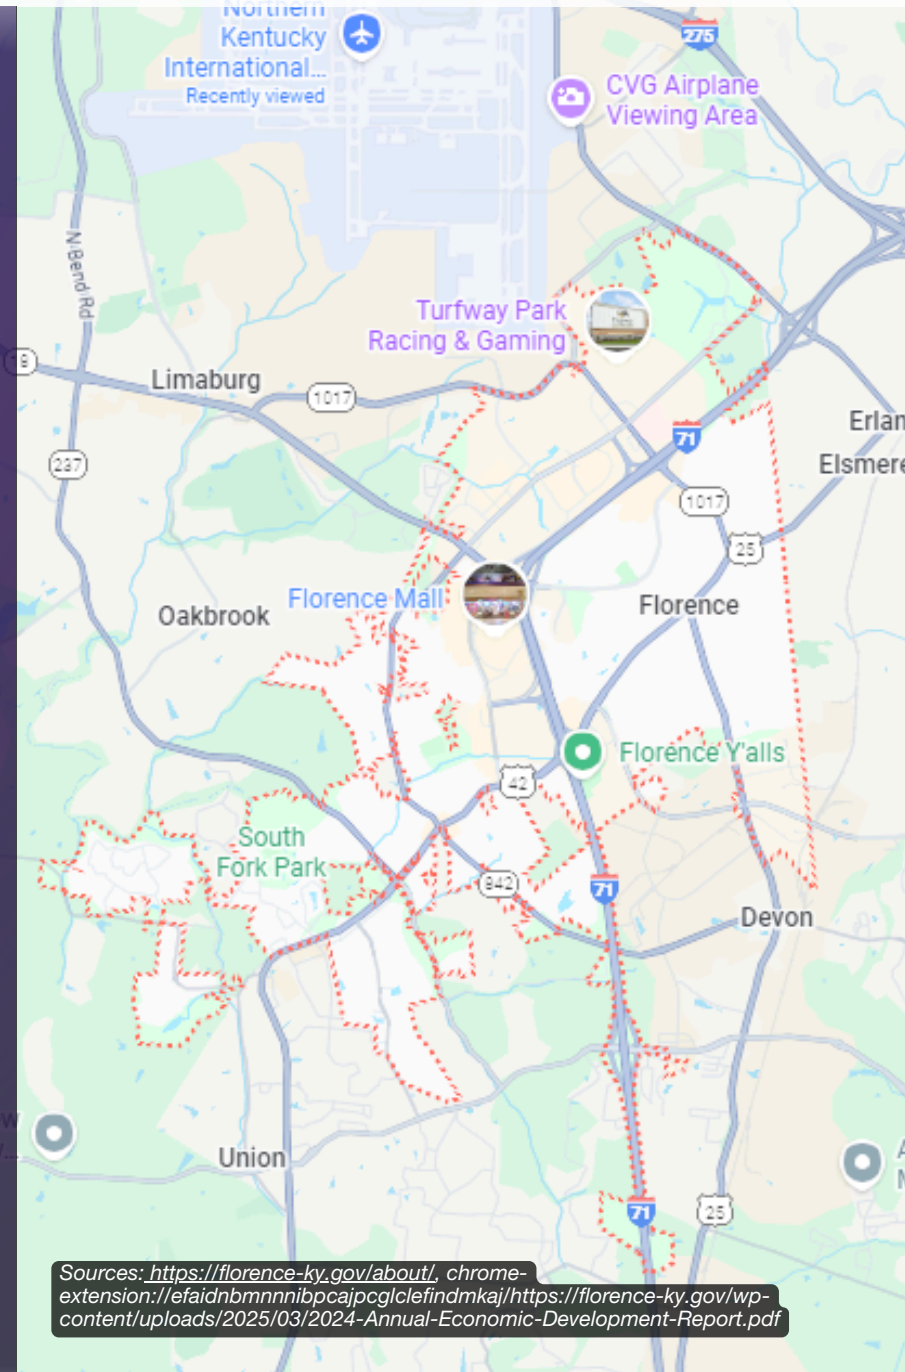 Northern
Kentucky
International...
Recently viewed
275
CVG Airplane
Viewing Area
N Bend Rd
Turfway Park
Racing & Gaming
Limaburg
1017
71
Erlan
Elsmere
237
1017
25
Oakbrook
Florence Mall
Florence
Florence Y'alls
42
South
Fork Park
842
71
Devon
Union
71
25
Sources: https://florence-ky.gov/about/, chrome-
extension://efaidnbmnnnibpcajpcglclefindmkaj/https://florence-ky.gov/wp-
content/uploads/2025/03/2024-Annual-Economic-Development-Report.pdf